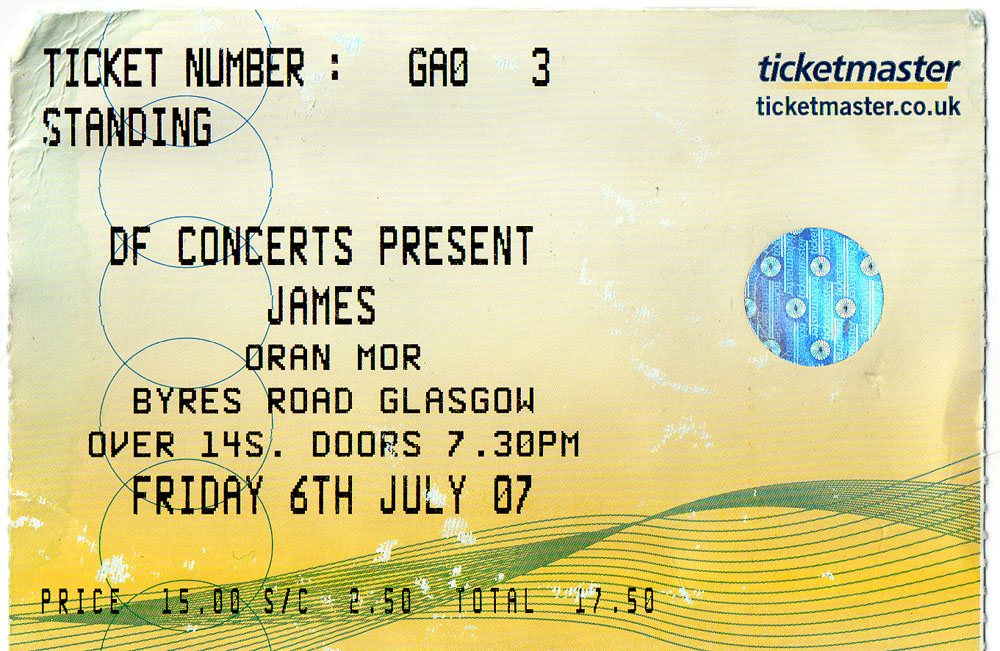 TICKET NUMBER : GA0 3
STANDING
ticketmaster
ticketmaster.co.uk
DF CONCERTS PRESENT
JAMES
ORAN MOR
BYRES ROAD GLASGOW
OVER 14S. DOORS 7.30PM
FRIDAY 6TH JULY 07
PRICE 15.00 S/C 2.50 TOTAL 17.50